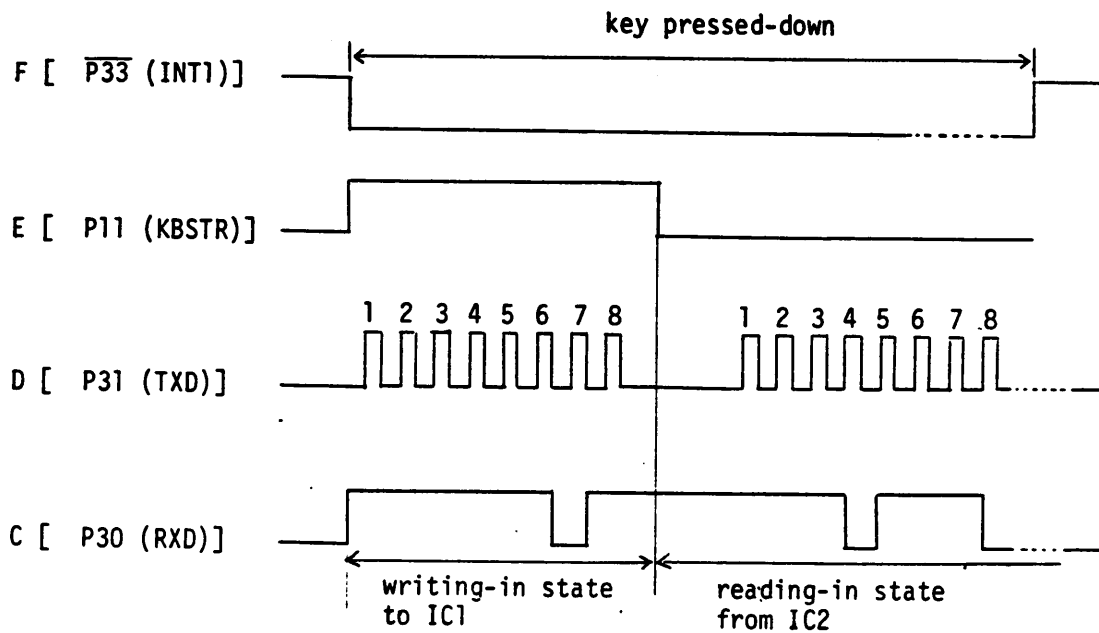 key pressed-down
F [ P33 (INT1)]
E [ P11 (KBSTR)]
1 2 3 4 5 6 7 8 1 2 3 4 5 6 7 8
D [ P31 (TXD)]
C [ P30 (RXD)]
writing-in state
to IC1
reading-in state
from IC2